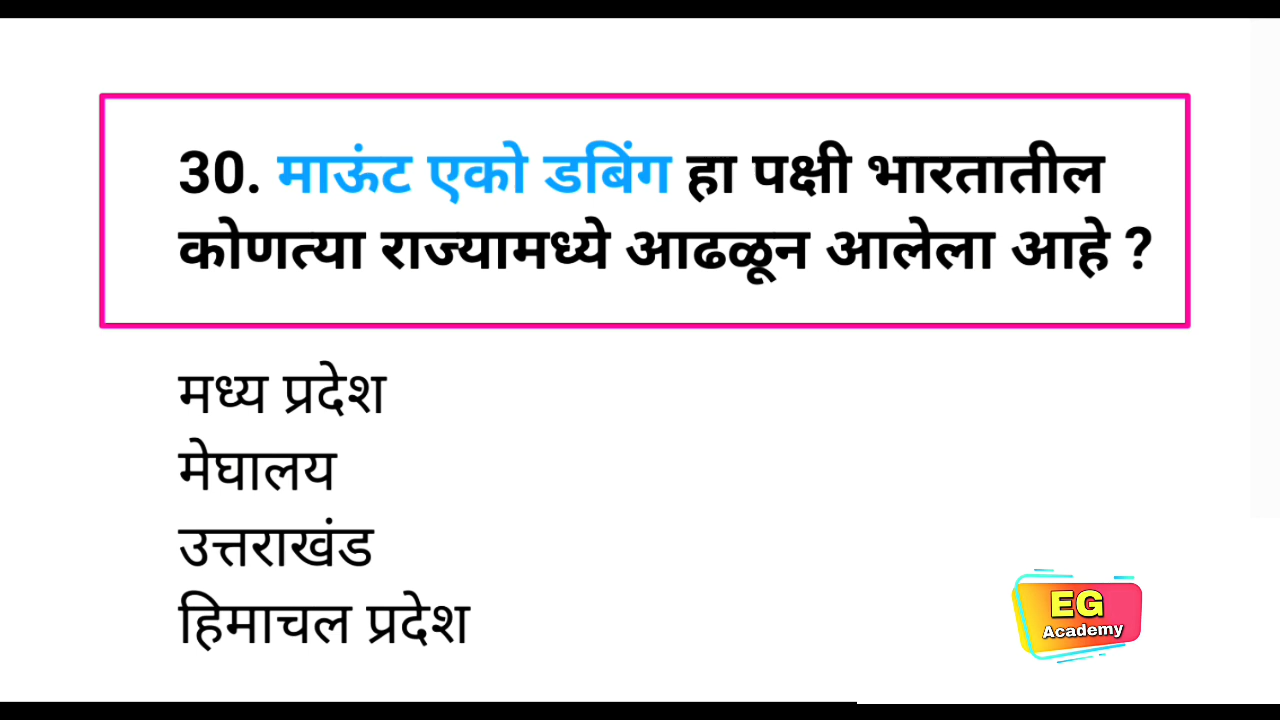 30. माऊंट एको डबिंग हा पक्षी भारतातील
कोणत्या राज्यामध्ये आढळून आलेला आहे ?
मध्य प्रदेश
मेघालय
उत्तराखंड
हिमाचल प्रदेश
EG
Academy